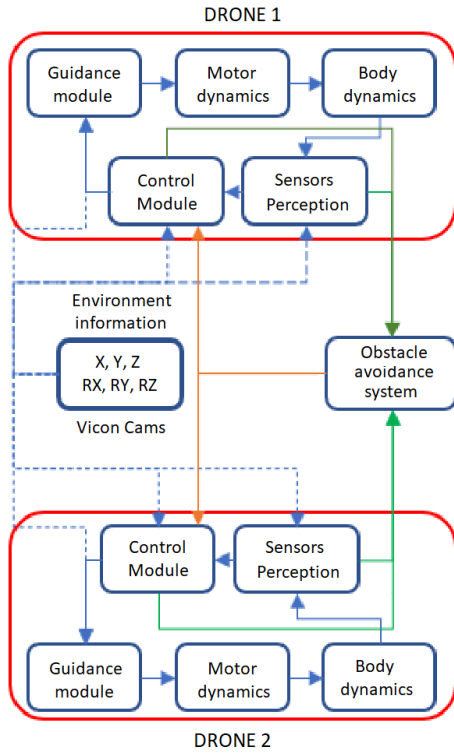 DRONE 1
Guidance
module
Motor
dynamics
Body
dynamics
Control
Module
Sensors
Perception
Environment
information
X, Y, Z
RX, RY, RZ
Vicon Cams
Obstacle
avoidance
system
Control
Module
Sensors
Perception
Guidance
module
Motor
dynamics
Body
dynamics
DRONE 2